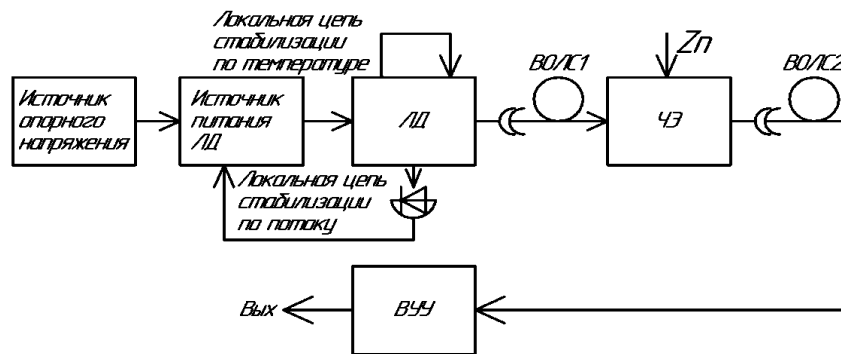 Локальная цепь
стабилизации
по температуре
Zп
ВОЛС1
ВОЛС2
Источник
опорного
напряжения
Источник
питания
ЛД
ЛД
ЧЭ
Локальная цепь
стабилизации
по потоку
Вых
ВУУ